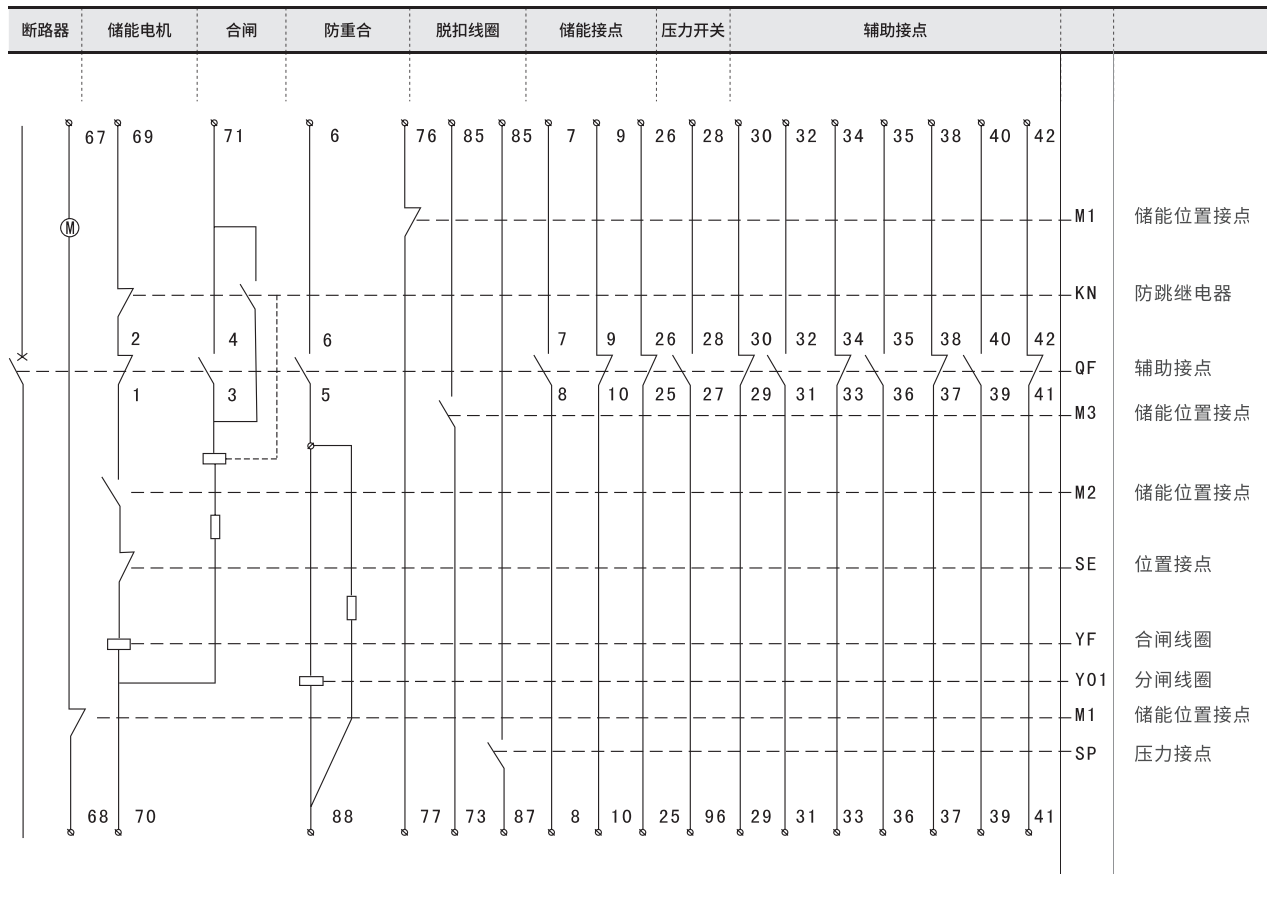 断路器 储能电机 合闸 防重合 脱扣线圈 储能接点 压力开关 辅助接点
67 69 71 6 76 85 85 7 9 26 28 30 32 34 35 38 40 42
M1 储能位置接点
M
KN 防跳继电器
2 4 6 7 9 26 28 30 32 34 35 38 40 42
QF 辅助接点
1 3 5 8 10 25 27 29 31 33 36 37 39 41
M3 储能位置接点
M2 储能位置接点
SE 位置接点
YF 合闸线圈
YO1 分闸线圈
M1 储能位置接点
SP 压力接点
68 70 88 77 73 87 8 10 25 96 29 31 33 36 37 39 41